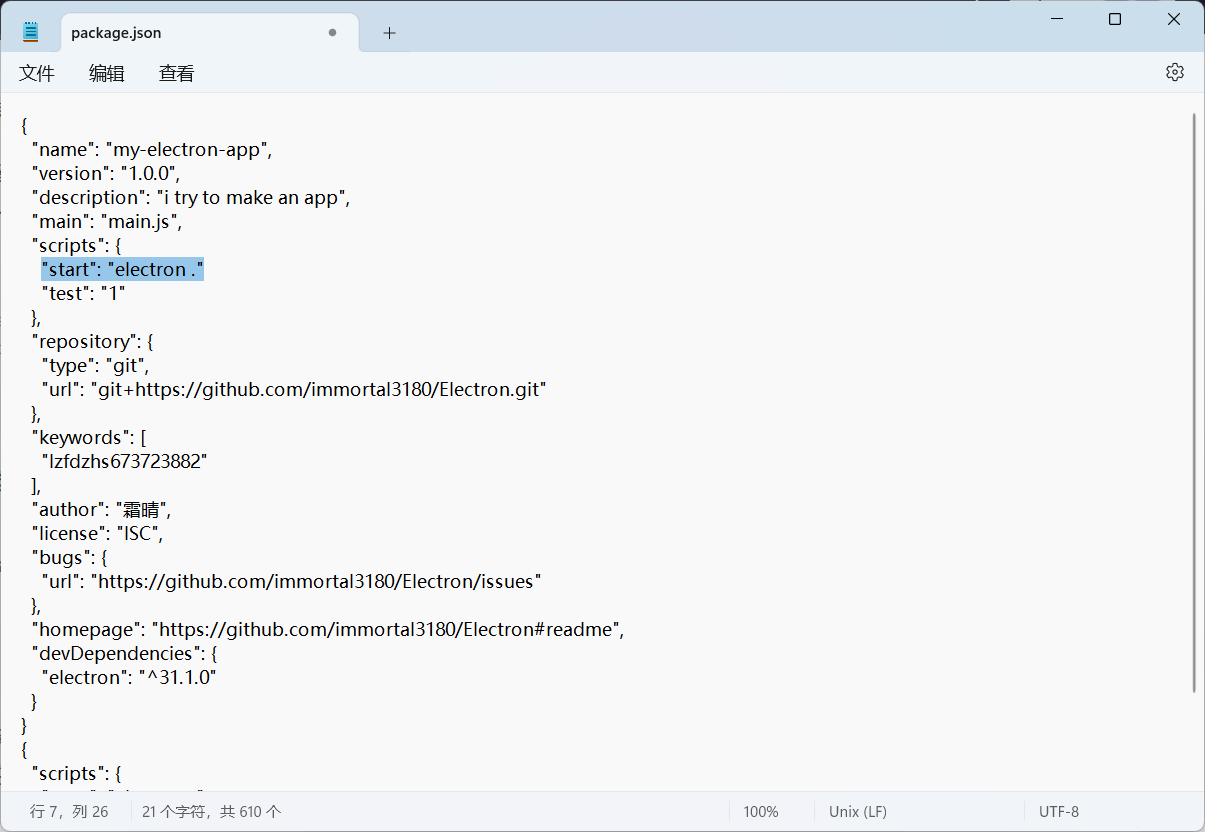 package.json
文件 编辑 查看
{
"name": "my-electron-app",
"version": "1.0.0",
"description": "i try to make an app",
"main": "main.js",
"scripts": {
"start": "electron ."
"test": "1"
},
"repository": {
"type": "git",
"url": "git+https://github.com/immortal3180/Electron.git"
},
"keywords": [
"lzfdzhs673723882"
],
"author": "霜晴",
"license": "ISC",
"bugs": {
"url": "https://github.com/immortal3180/Electron/issues"
},
"homepage": "https://github.com/immortal3180/Electron#readme",
"devDependencies": {
"electron": "^31.1.0"
}
}
{
"scripts": {
行 7，列 26 21 个字符，共 610 个 100% Unix (LF) UTF-8